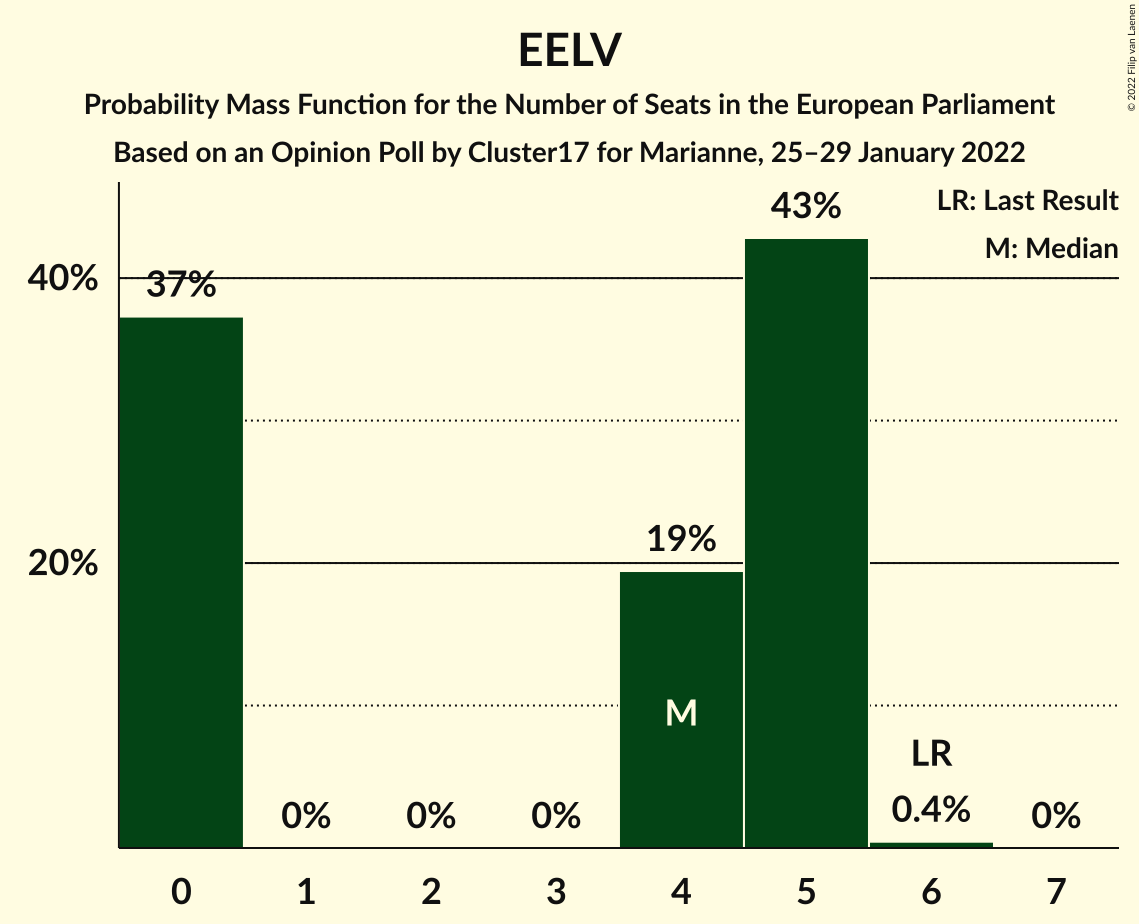 EELV
Probability Mass Function for the Number of Seats in the European Parliament
Based on an Opinion Poll by Cluster17 for Marianne, 25–29 January 2022
© 2022 Filip van Laenen
LR: Last Result
M: Median
40%
20%
37%
0%
0%
0%
19%
M
43%
LR
0.4%
0%
0 1 2 3 4 5 6 7